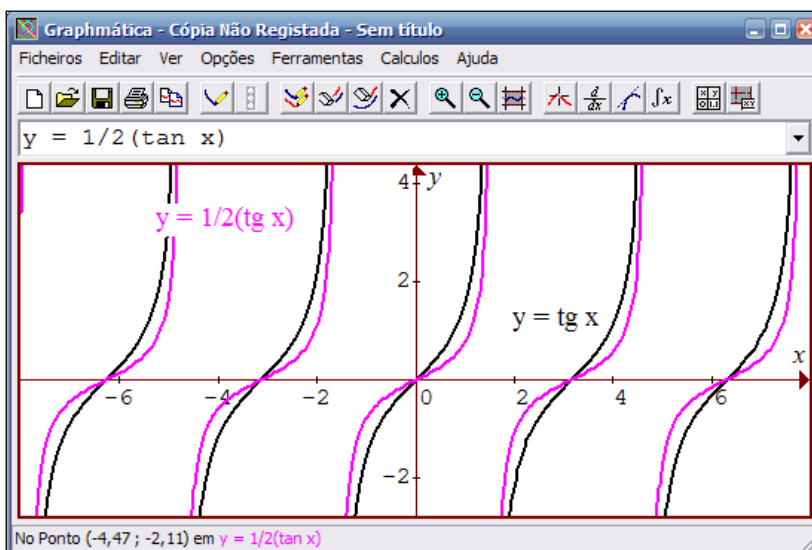 Graphmática - Cópia Não Registada - Sem título
Ficheiros Editar Ver Opções Ferramentas Calculos Ajuda
d/dx ∫x xy
y = 1/2(tan x)
4 y
y = 1/2(tg x)
2
y = tg x
x
-6 -4 -2 0 2 4 6
-2
No Ponto (-4,47 ; -2,11) em y = 1/2(tan x)